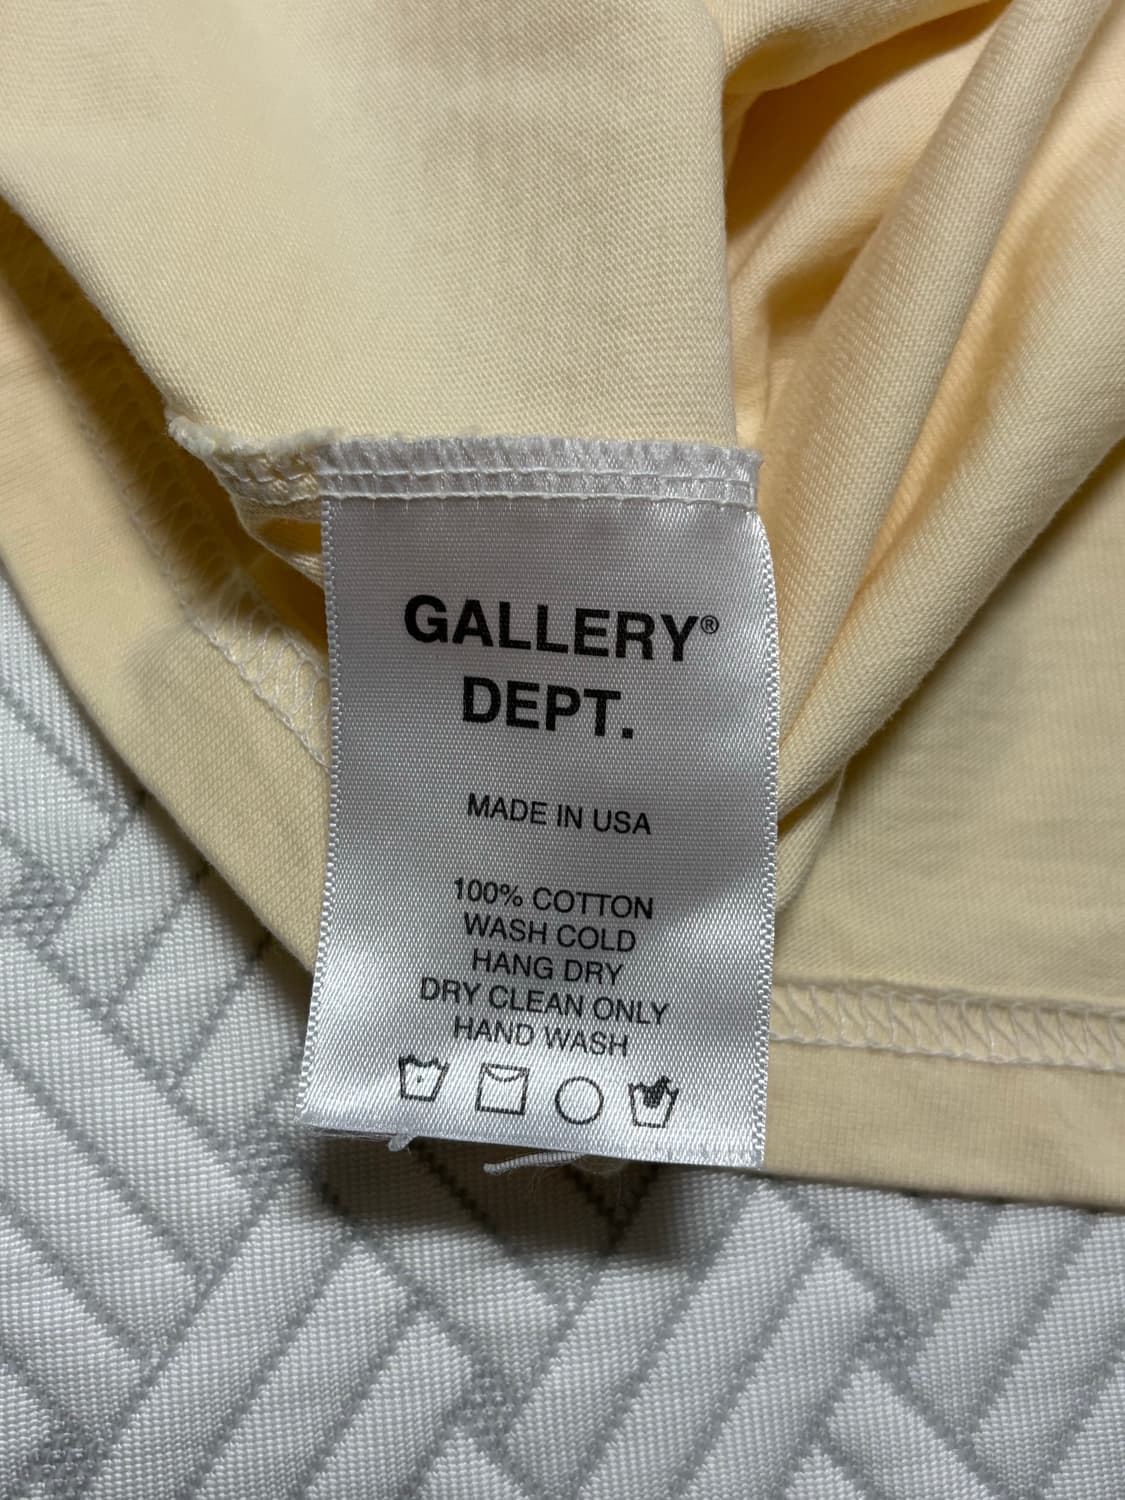 GALLERY®
DEPT.
MADE IN USA
100% COTTON
WASH COLD
HANG DRY
DRY CLEAN ONLY
HAND WASH